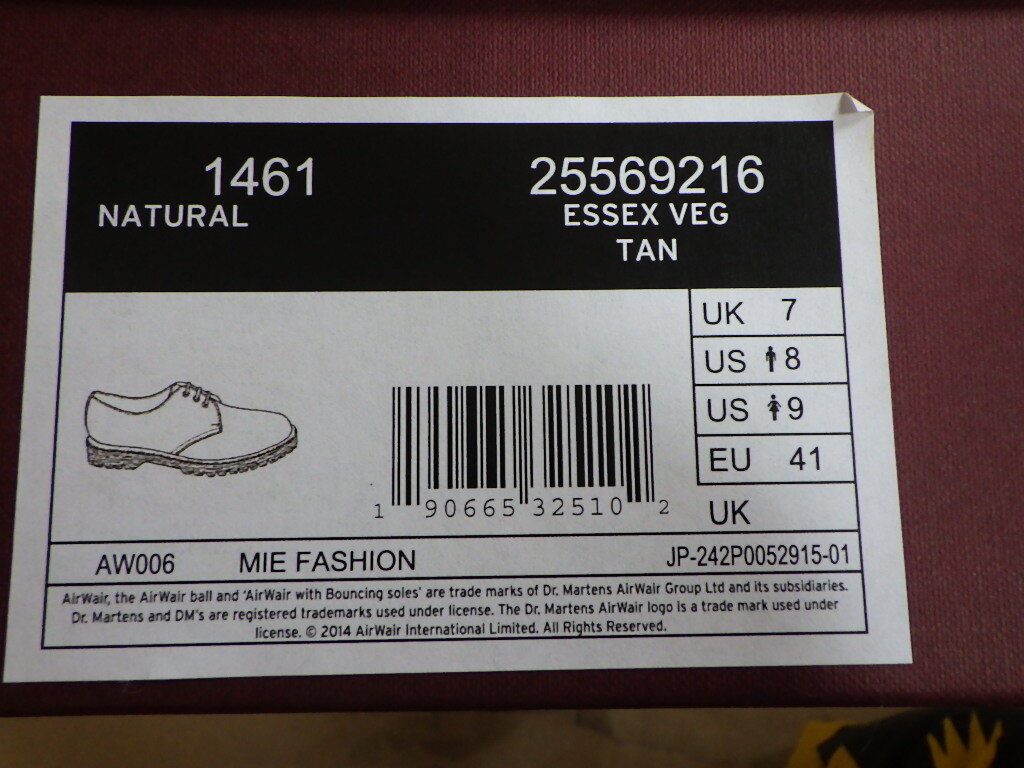 1461 25569216
NATURAL ESSEX VEG
TAN
UK 7
US 8
US 9
EU 41
UK
1 90665 32510 2
AW006 MIE FASHION JP-242P0052915-01
AirWair, the AirWair ball and 'AirWair with Bouncing soles' are trade marks of Dr. Martens AirWair Group Ltd and its subsidiaries.
Dr. Martens and DM's are registered trademarks used under license. The Dr. Martens AirWair logo is a trade mark used under
license. © 2014 AirWair International Limited. All Rights Reserved.